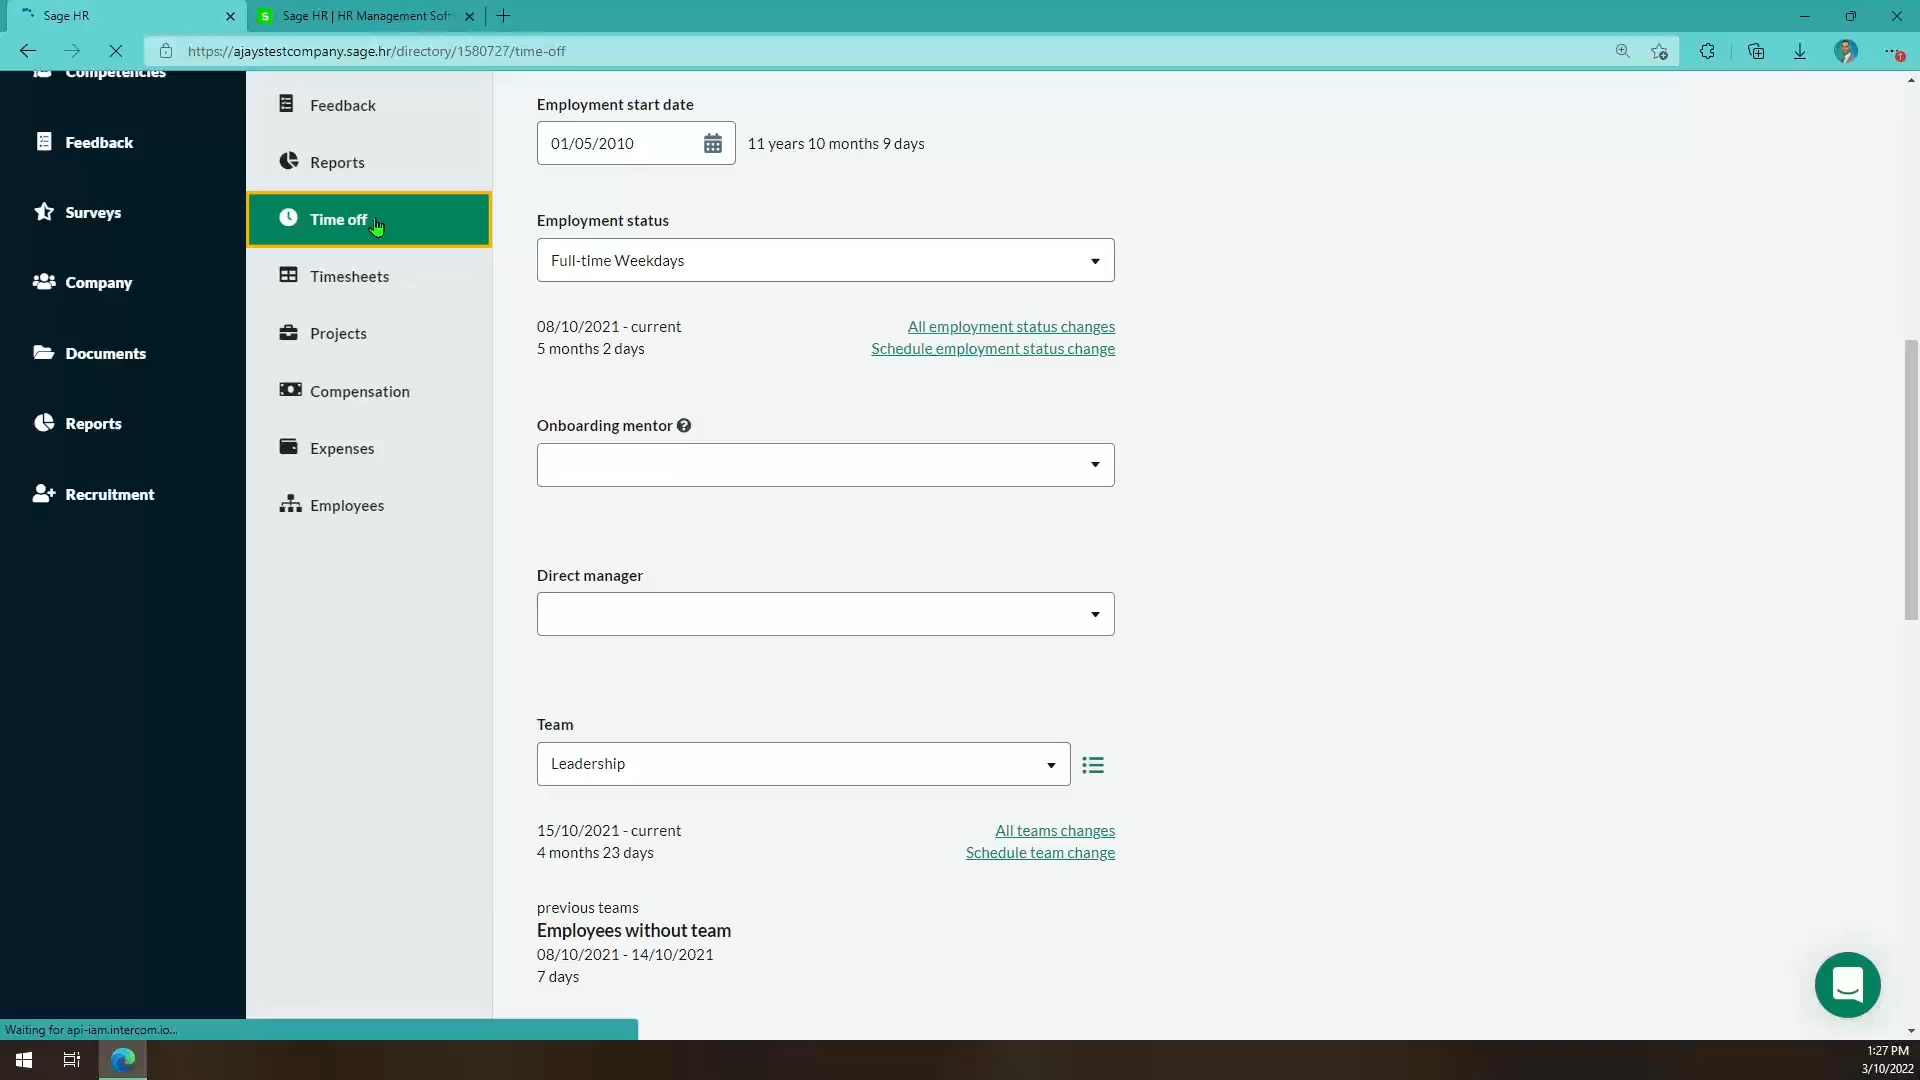 Sage HR
Sage HR | HR Management Soft
https://ajaystestcompany.sage.hr/directory/1580727/time-off
Competencies
Feedback
Surveys
Company
Documents
Reports
Recruitment
Feedback
Reports
Time off
Timesheets
Projects
Compensation
Expenses
Employees
Employment start date
01/05/2010
11 years 10 months 9 days
Employment status
Full-time Weekdays
08/10/2021 - current
All employment status changes
5 months 2 days
Schedule employment status change
Onboarding mentor ?
Direct manager
Team
Leadership
15/10/2021 - current
All teams changes
4 months 23 days
Schedule team change
previous teams
Employees without team
08/10/2021 - 14/10/2021
7 days
Waiting for api-iam.intercom.io...
1:27 PM
3/10/2022